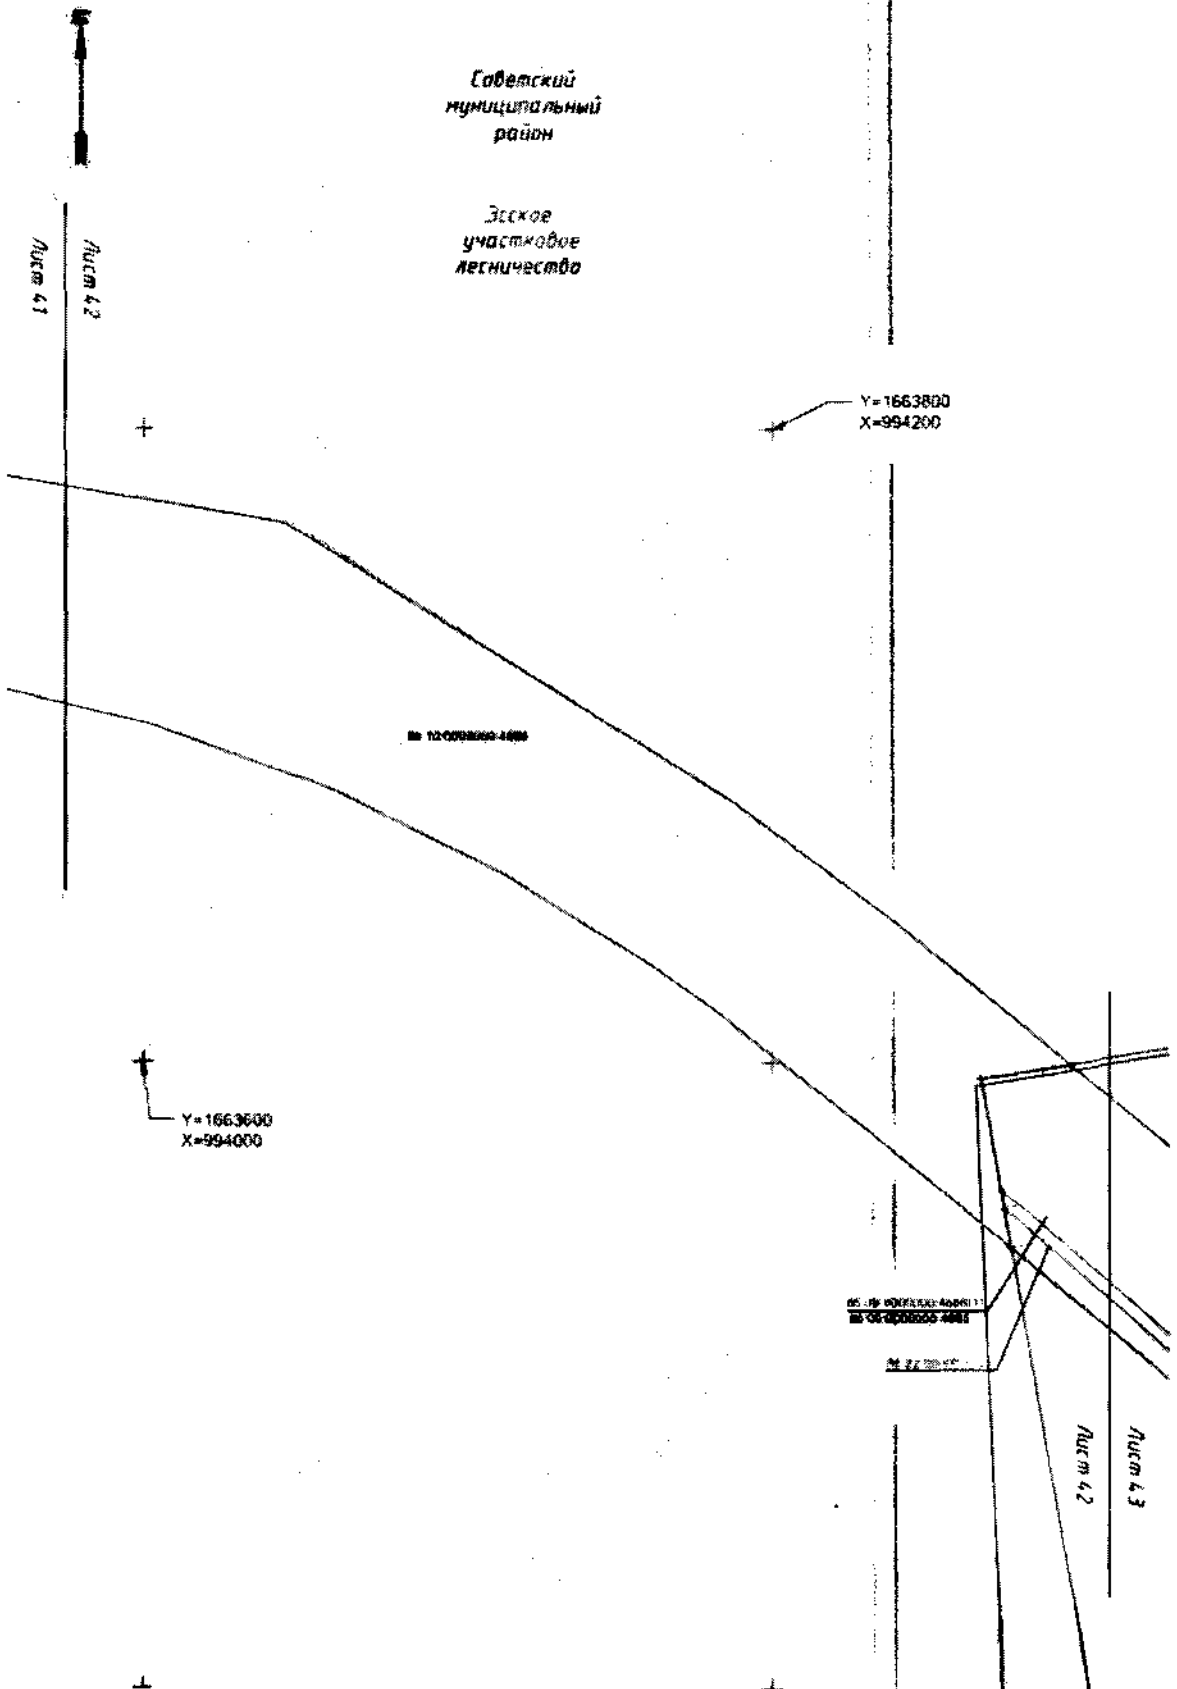 Советский
муниципальный
район
Эсское
участковое
лесничество
Лист 41
Лист 42
Y=1663800
X=994200
Y=1663600
X=994000
Лист 42
Лист 43